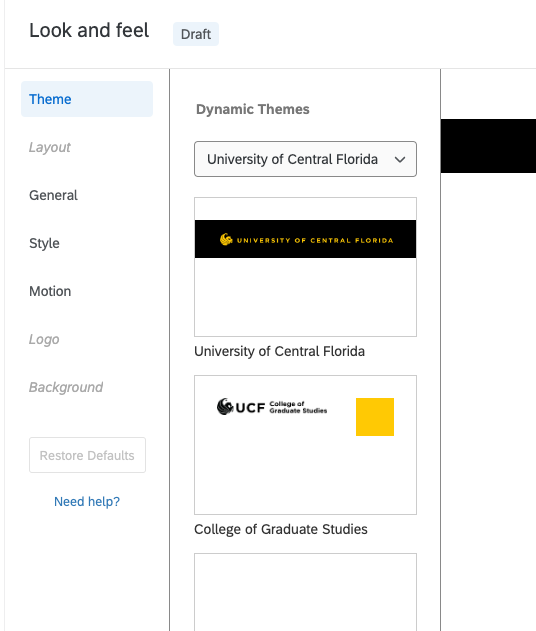 Look and feel
Draft
Theme
Layout
General
Style
Motion
Logo
Background
Restore Defaults
Need help?
Dynamic Themes
University of Central Florida
UNIVERSITY OF CENTRAL FLORIDA
University of Central Florida
UCF College of
Graduate Studies
College of Graduate Studies